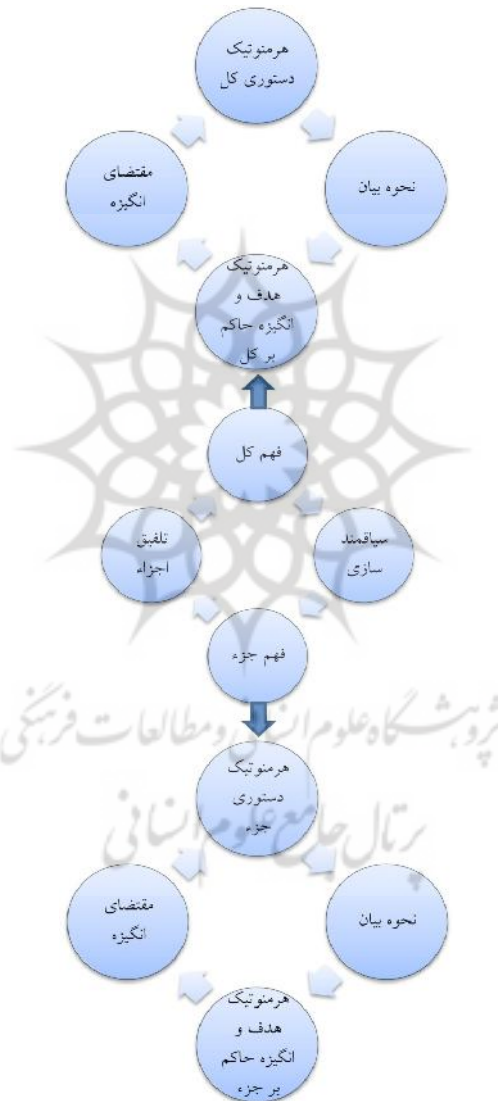 هرمنوتیک
دستوری کل
مقتضای
انگیزه
نحوه بیان
هرمنوتیک
هدف و
انگیزه حاکم
بر کل
فهم کل
تلفیق
اجزاء
سیاقمند
سازی
فهم جزء
پژوهشگاه علوم انسانی و مطالعات فرهنگی
هرمنوتیک
دستوری
جزء
پرتال جامع علوم انسانی
مقتضای
انگیزه
نحوه بیان
هرمنوتیک
هدف و
انگیزه حاکم
بر جزء